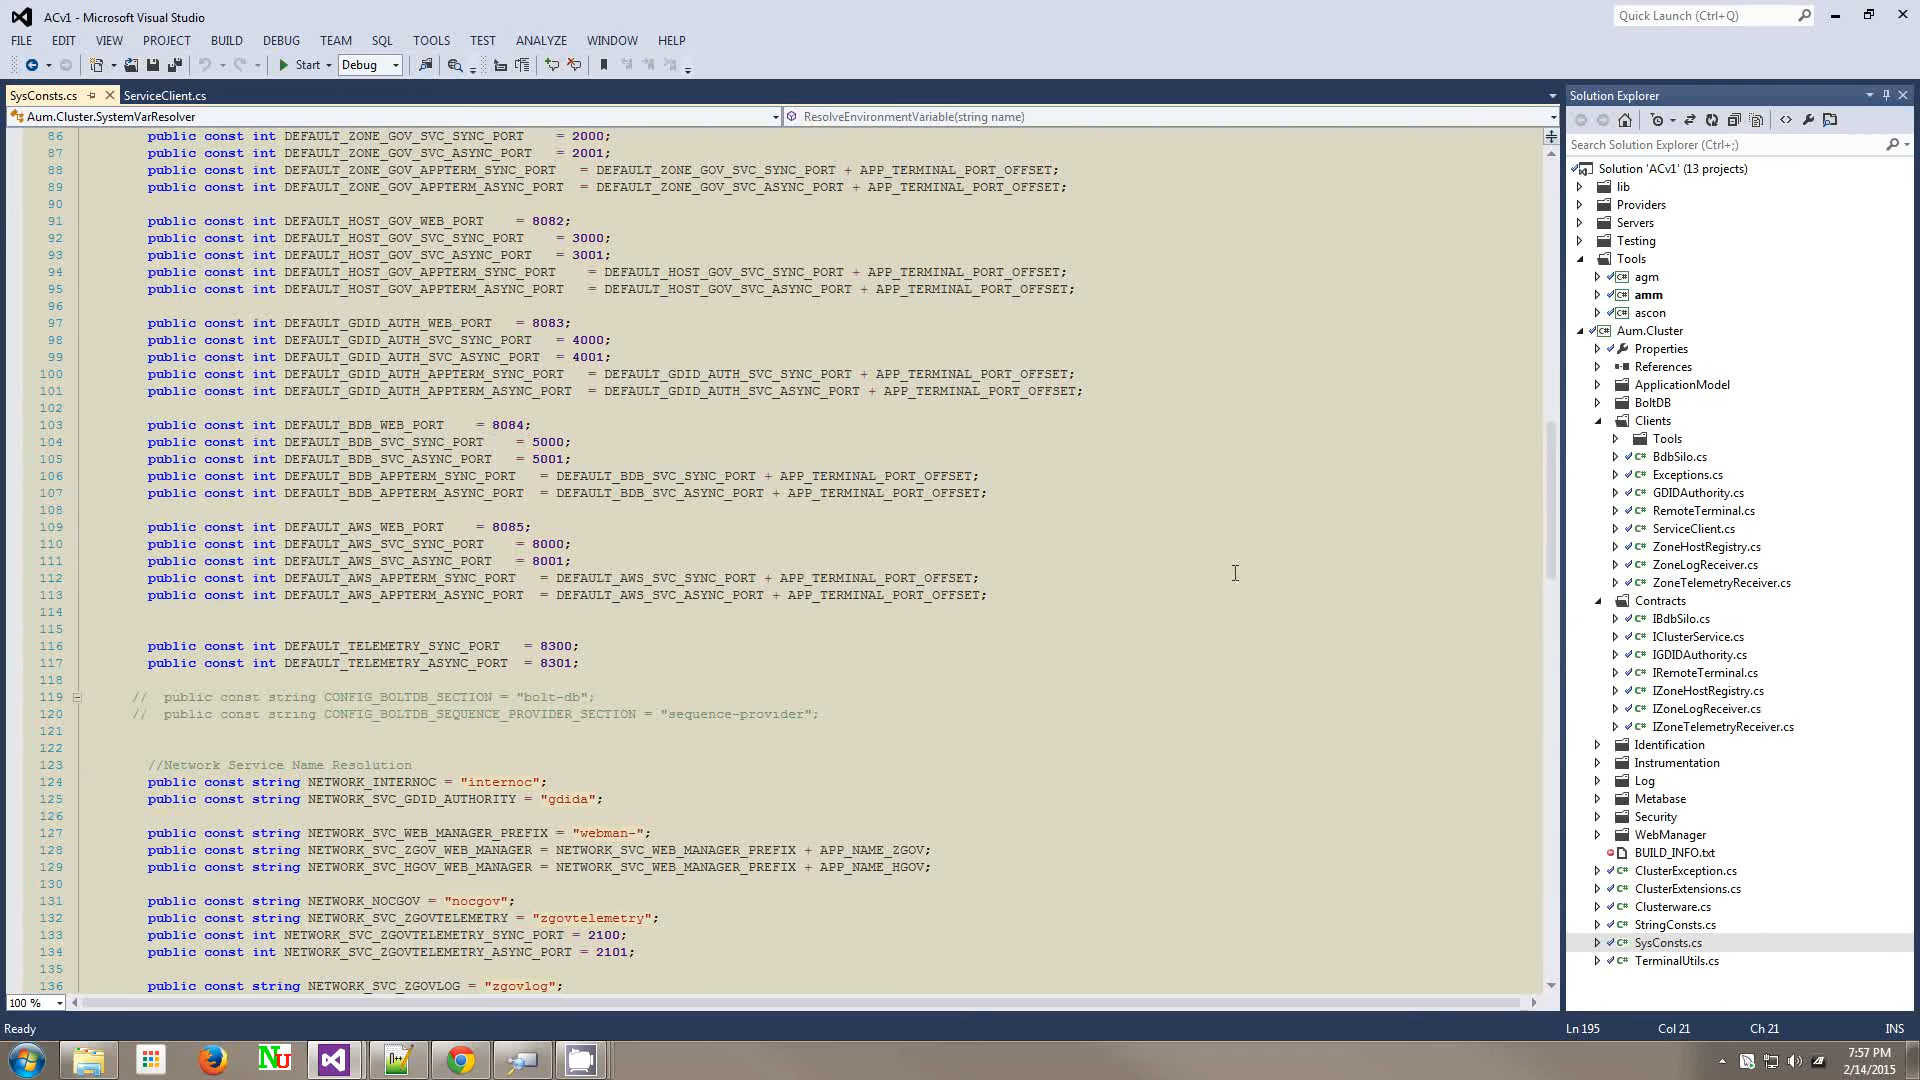 ACv1 - Microsoft Visual Studio
Quick Launch (Ctrl+Q)
FILE EDIT VIEW PROJECT BUILD DEBUG TEAM SQL TOOLS TEST ANALYZE WINDOW HELP
Start Debug
SysConsts.cs ServiceClient.cs
Aum.Cluster.SystemVarResolver ResolveEnvironmentVariable(string name)
86 public const int DEFAULT_ZONE_GOV_SVC_SYNC_PORT = 2000;
87 public const int DEFAULT_ZONE_GOV_SVC_ASYNC_PORT = 2001;
88 public const int DEFAULT_ZONE_GOV_APPTERM_SYNC_PORT = DEFAULT_ZONE_GOV_SVC_SYNC_PORT + APP_TERMINAL_PORT_OFFSET;
89 public const int DEFAULT_ZONE_GOV_APPTERM_ASYNC_PORT = DEFAULT_ZONE_GOV_SVC_ASYNC_PORT + APP_TERMINAL_PORT_OFFSET;
90
91 public const int DEFAULT_HOST_GOV_WEB_PORT = 8082;
92 public const int DEFAULT_HOST_GOV_SVC_SYNC_PORT = 3000;
93 public const int DEFAULT_HOST_GOV_SVC_ASYNC_PORT = 3001;
94 public const int DEFAULT_HOST_GOV_APPTERM_SYNC_PORT = DEFAULT_HOST_GOV_SVC_SYNC_PORT + APP_TERMINAL_PORT_OFFSET;
95 public const int DEFAULT_HOST_GOV_APPTERM_ASYNC_PORT = DEFAULT_HOST_GOV_SVC_ASYNC_PORT + APP_TERMINAL_PORT_OFFSET;
96
97 public const int DEFAULT_GDID_AUTH_WEB_PORT = 8083;
98 public const int DEFAULT_GDID_AUTH_SVC_SYNC_PORT = 4000;
99 public const int DEFAULT_GDID_AUTH_SVC_ASYNC_PORT = 4001;
100 public const int DEFAULT_GDID_AUTH_APPTERM_SYNC_PORT = DEFAULT_GDID_AUTH_SVC_SYNC_PORT + APP_TERMINAL_PORT_OFFSET;
101 public const int DEFAULT_GDID_AUTH_APPTERM_ASYNC_PORT = DEFAULT_GDID_AUTH_SVC_ASYNC_PORT + APP_TERMINAL_PORT_OFFSET;
102
103 public const int DEFAULT_BDB_WEB_PORT = 8084;
104 public const int DEFAULT_BDB_SVC_SYNC_PORT = 5000;
105 public const int DEFAULT_BDB_SVC_ASYNC_PORT = 5001;
106 public const int DEFAULT_BDB_APPTERM_SYNC_PORT = DEFAULT_BDB_SVC_SYNC_PORT + APP_TERMINAL_PORT_OFFSET;
107 public const int DEFAULT_BDB_APPTERM_ASYNC_PORT = DEFAULT_BDB_SVC_ASYNC_PORT + APP_TERMINAL_PORT_OFFSET;
108
109 public const int DEFAULT_AWS_WEB_PORT = 8085;
110 public const int DEFAULT_AWS_SVC_SYNC_PORT = 8000;
111 public const int DEFAULT_AWS_SVC_ASYNC_PORT = 8001;
112 public const int DEFAULT_AWS_APPTERM_SYNC_PORT = DEFAULT_AWS_SVC_SYNC_PORT + APP_TERMINAL_PORT_OFFSET;
113 public const int DEFAULT_AWS_APPTERM_ASYNC_PORT = DEFAULT_AWS_SVC_ASYNC_PORT + APP_TERMINAL_PORT_OFFSET;
114
115
116 public const int DEFAULT_TELEMETRY_SYNC_PORT = 8300;
117 public const int DEFAULT_TELEMETRY_ASYNC_PORT = 8301;
118
119 // public const string CONFIG_BOLTDB_SECTION = "bolt-db";
120 // public const string CONFIG_BOLTDB_SEQUENCE_PROVIDER_SECTION = "sequence-provider";
121
122
123 //Network Service Name Resolution
124 public const string NETWORK_INTERNOC = "internoc";
125 public const string NETWORK_SVC_GDID_AUTHORITY = "gdida";
126
127 public const string NETWORK_SVC_WEB_MANAGER_PREFIX = "webman-";
128 public const string NETWORK_SVC_ZGOV_WEB_MANAGER = NETWORK_SVC_WEB_MANAGER_PREFIX + APP_NAME_ZGOV;
129 public const string NETWORK_SVC_HGOV_WEB_MANAGER = NETWORK_SVC_WEB_MANAGER_PREFIX + APP_NAME_HGOV;
130
131 public const string NETWORK_NOCGOV = "nocgov";
132 public const string NETWORK_SVC_ZGOVTELEMETRY = "zgovtelemetry";
133 public const int NETWORK_SVC_ZGOVTELEMETRY_SYNC_PORT = 2100;
134 public const int NETWORK_SVC_ZGOVTELEMETRY_ASYNC_PORT = 2101;
135
136 public const string NETWORK_SVC_ZGOVLOG = "zgovlog";
100 %
Solution Explorer
Search Solution Explorer (Ctrl+;)
Solution 'ACv1' (13 projects)
lib
Providers
Servers
Testing
Tools
agm
amm
ascon
Aum.Cluster
Properties
References
ApplicationModel
BoltDB
Clients
Tools
BdbSilo.cs
Exceptions.cs
GDIDAuthority.cs
RemoteTerminal.cs
ServiceClient.cs
ZoneHostRegistry.cs
ZoneLogReceiver.cs
ZoneTelemetryReceiver.cs
Contracts
IBdbSilo.cs
IClusterService.cs
IGDIDAuthority.cs
IRemoteTerminal.cs
IZoneHostRegistry.cs
IZoneLogReceiver.cs
IZoneTelemetryReceiver.cs
Identification
Instrumentation
Log
Metabase
Security
WebManager
BUILD_INFO.txt
ClusterException.cs
ClusterExtensions.cs
Clusterware.cs
StringConsts.cs
SysConsts.cs
TerminalUtils.cs
Ready Ln 195 Col 21 Ch 21 INS
Nu
7:57 PM
2/14/2015